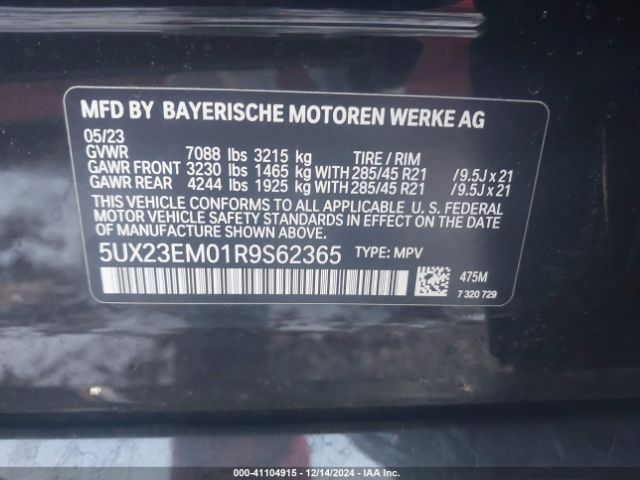 MFD BY BAYERISCHE MOTOREN WERKE AG
05/23
GVWR 7088 lbs 3215 kg TIRE / RIM
GAWR FRONT 3230 lbs 1465 kg WITH 285/45 R21 / 9.5J x 21
GAWR REAR 4244 lbs 1925 kg WITH 285/45 R21 / 9.5J x 21
THIS VEHICLE CONFORMS TO ALL APPLICABLE U. S. FEDERAL
MOTOR VEHICLE SAFETY STANDARDS IN EFFECT ON THE DATE
OF MANUFACTURE SHOWN ABOVE.
5UX23EM01R9S62365 TYPE: MPV
475M
7 320 729
000-41104915 - 12/14/2024 - IAA Inc.